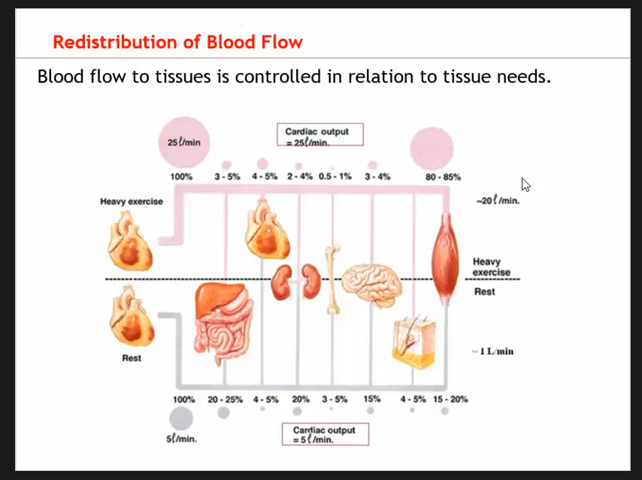 Redistribution of Blood Flow
Blood flow to tissues is controlled in relation to tissue needs.
25ℓ/min
Cardiac output
= 25ℓ/min.
100% 3 - 5% 4 - 5% 2 - 4% 0.5 - 1% 3 - 4% 80 - 85%
Heavy exercise
~20ℓ/min.
Heavy
exercise
Rest
Rest
~ 1 L/min
100% 20 - 25% 4 - 5% 20% 3 - 5% 15% 4 - 5% 15 - 20%
5ℓ/min.
Cardiac output
= 5ℓ/min.